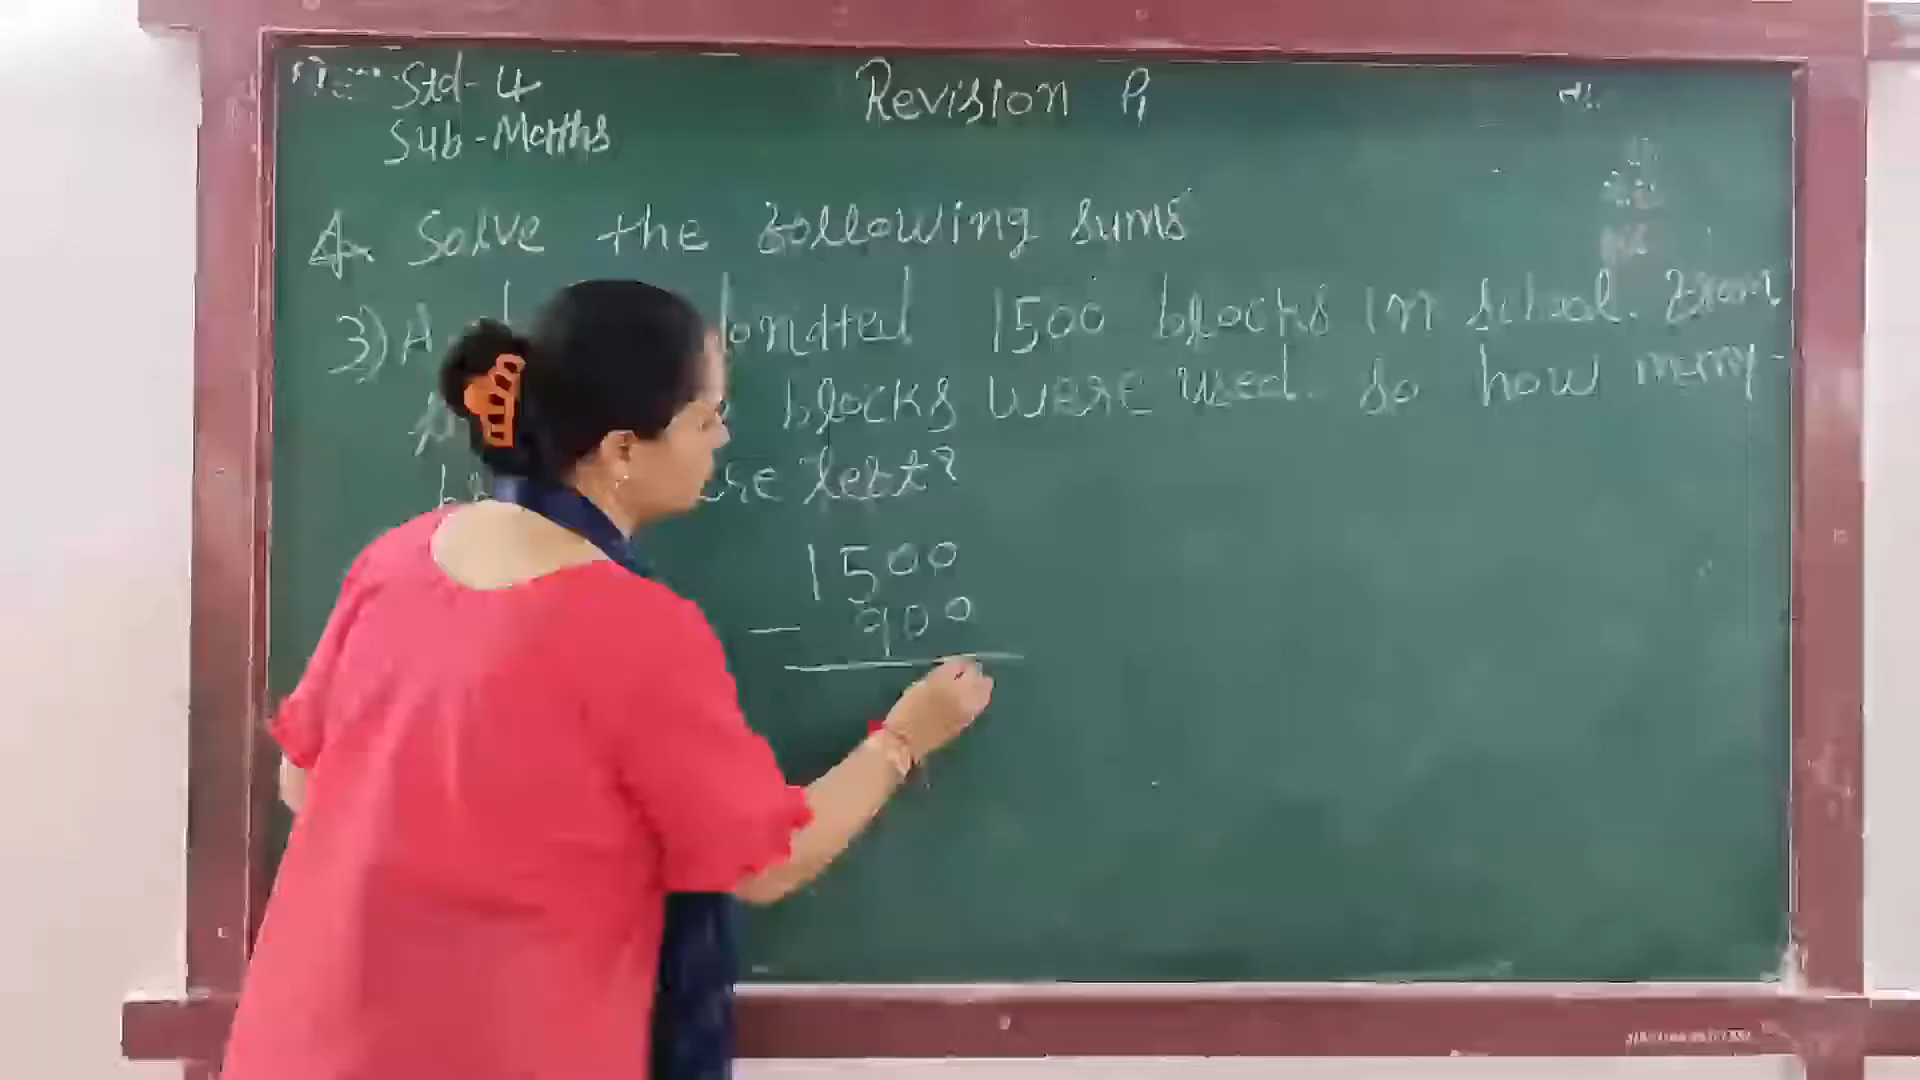 Std-4
Sub-Maths
Revision P1
Solve the following sums
3) A donated 1500 blocks in school. From
blocks were used. so how many
left?
1500
- 900